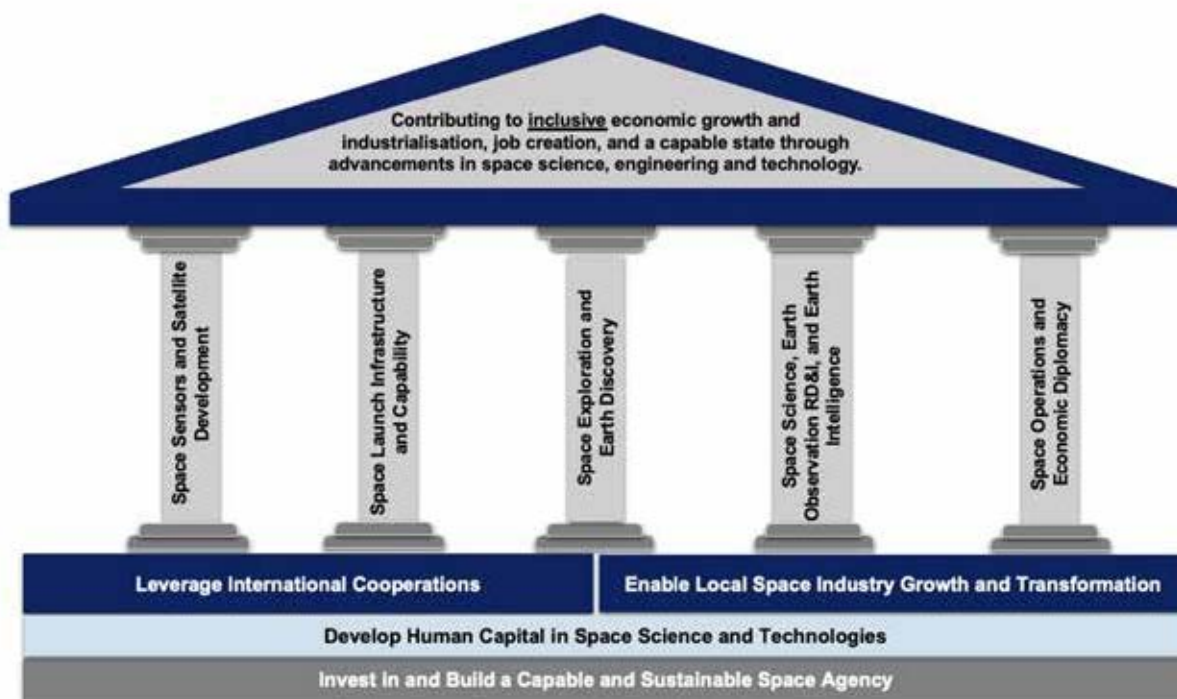 Contributing to inclusive economic growth and
industrialisation, job creation, and a capable state through
advancements in space science, engineering and technology.
Space Sensors and Satellite
Development
Space Launch Infrastructure
and Capability
Space Exploration and
Earth Discovery
Space Science, Earth
Observation RD&I, and Earth
Intelligence
Space Operations and
Economic Diplomacy
Leverage International Cooperations
Enable Local Space Industry Growth and Transformation
Develop Human Capital in Space Science and Technologies
Invest in and Build a Capable and Sustainable Space Agency